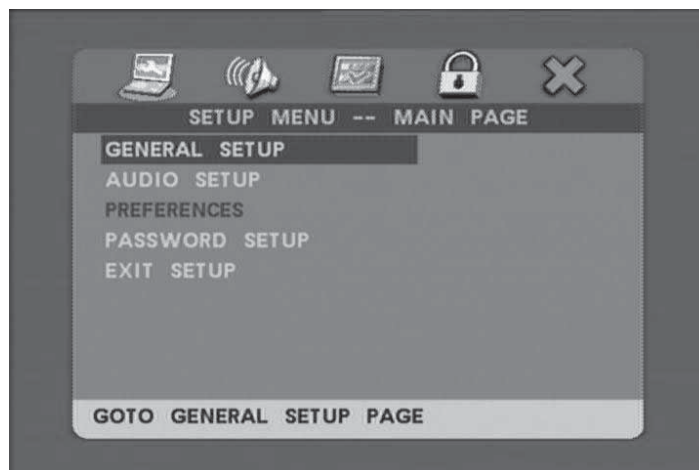 SETUP MENU -- MAIN PAGE
GENERAL SETUP
AUDIO SETUP
PREFERENCES
PASSWORD SETUP
EXIT SETUP
GOTO GENERAL SETUP PAGE